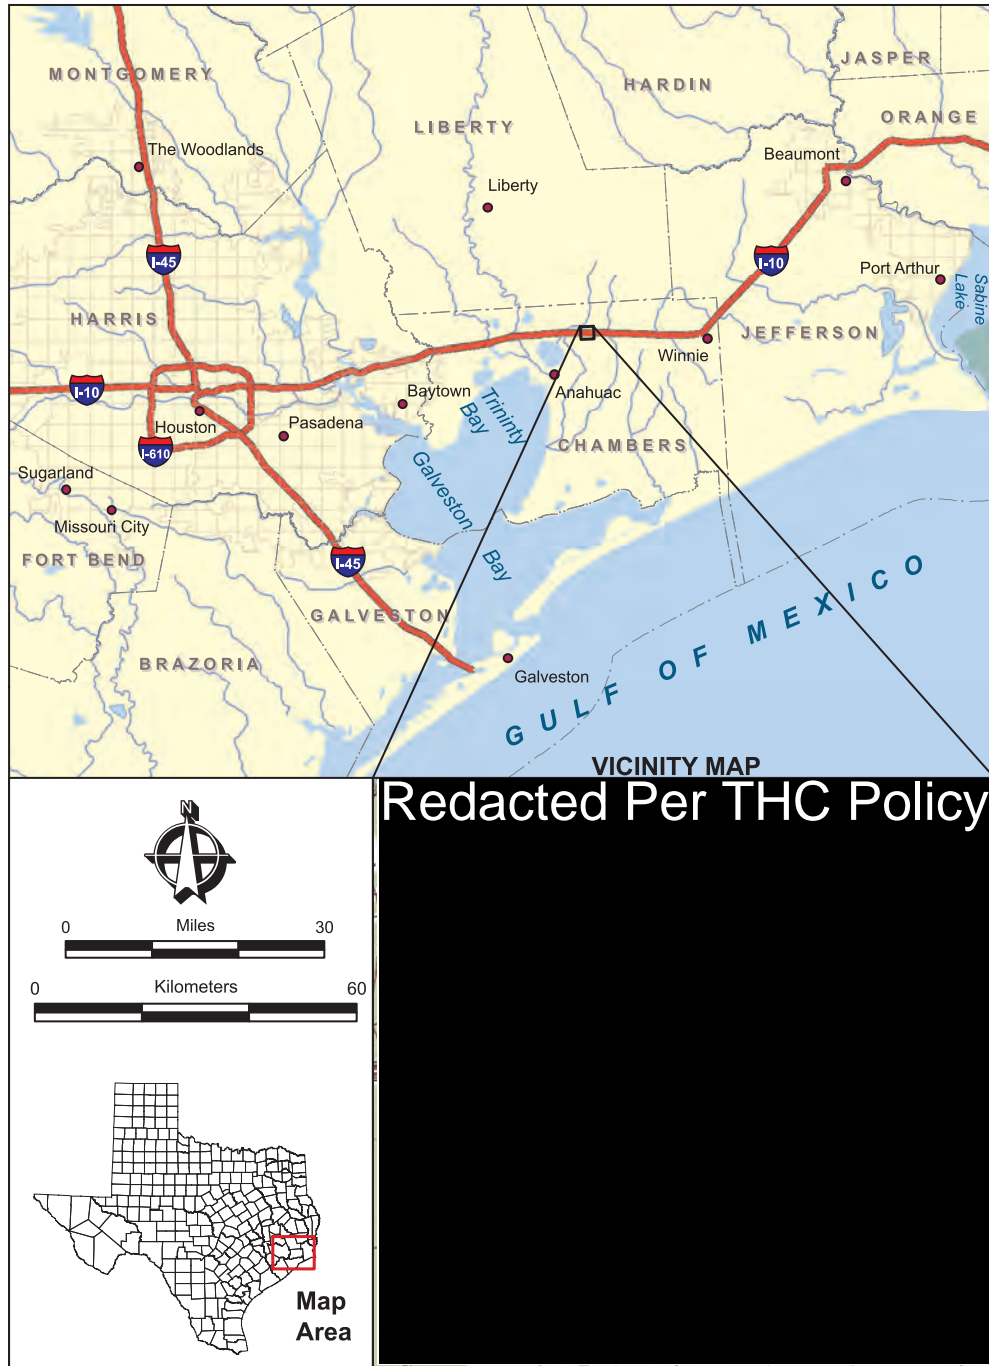 MONTGOMERY
JASPER
HARDIN
ORANGE
LIBERTY
The Woodlands
Beaumont
Liberty
I-45
I-10
Port Arthur
Sabine
Lake
HARRIS
JEFFERSON
Winnie
I-10
Baytown
Trininty
Bay
Anahuac
Houston
Pasadena
CHAMBERS
I-610
Sugarland
Galveston
Bay
Missouri City
FORT BEND
I-45
GALVESTON
BRAZORIA
Galveston
GULF OF MEXICO
VICINITY MAP
Redacted Per THC Policy
N
0 Miles 30
0 Kilometers 60
Map
Area